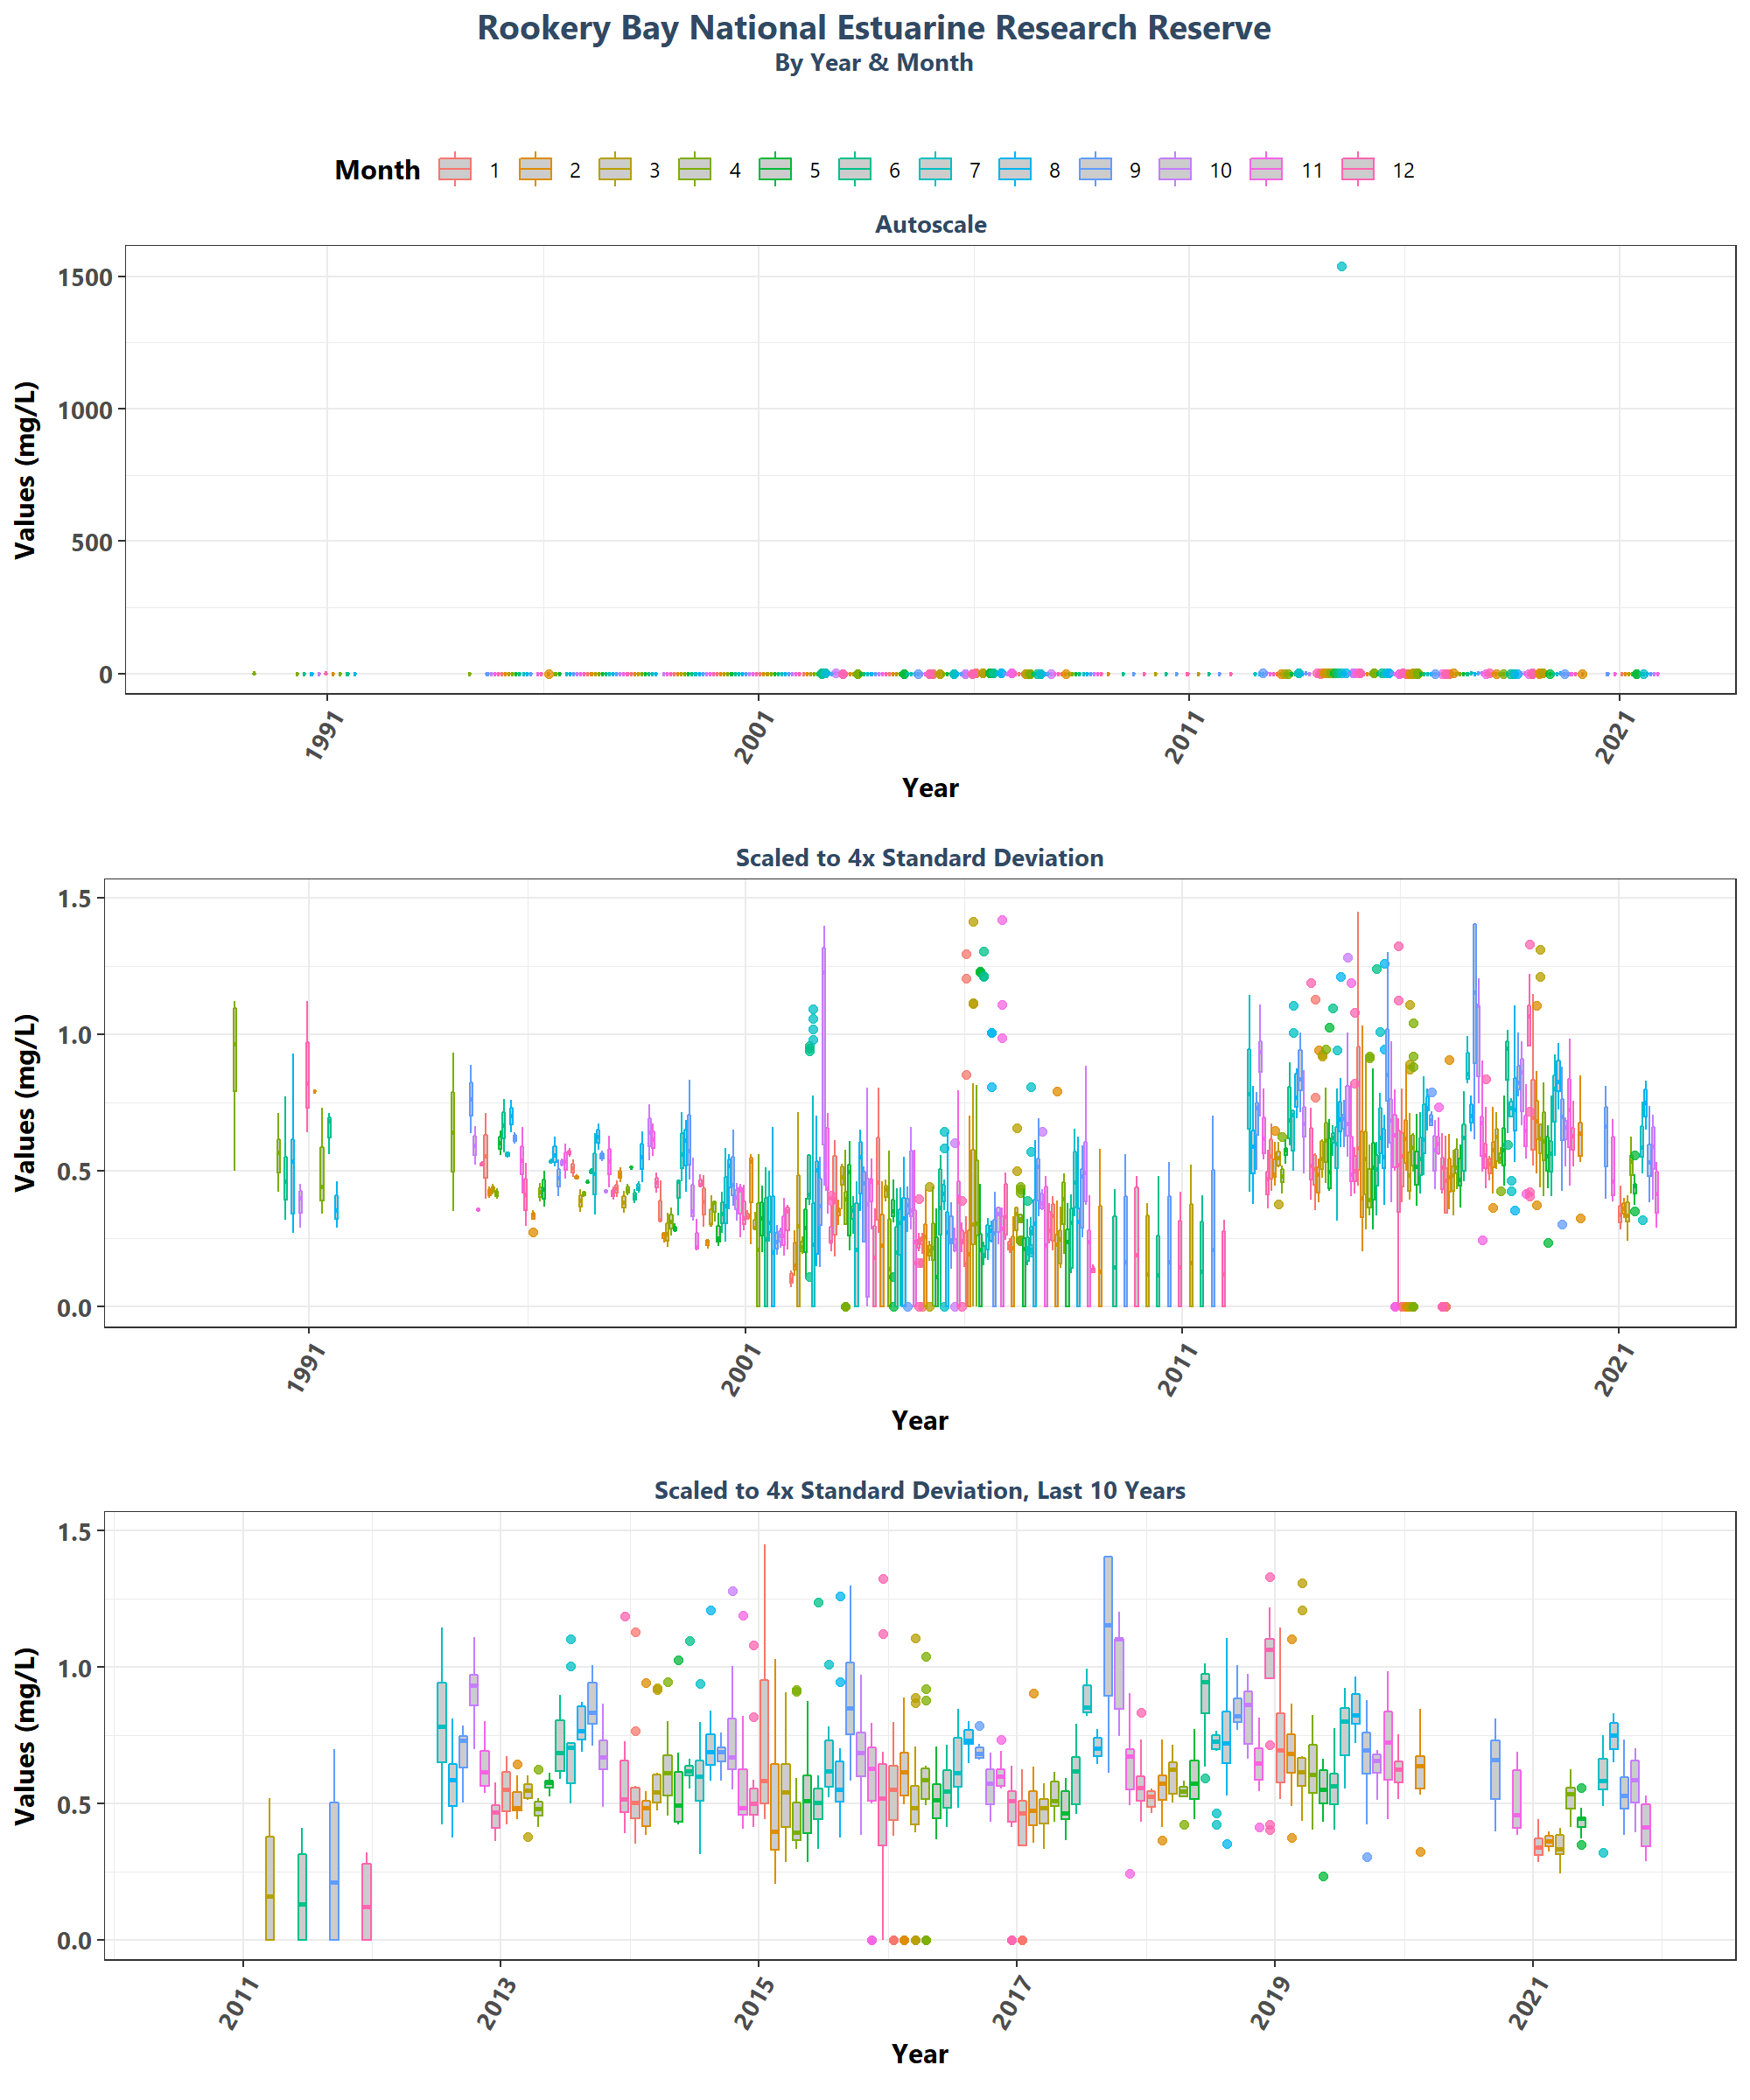 Rookery Bay National Estuarine Research Reserve
By Year & Month
Month 1 2 3 4 5 6 7 8 9 10 11 12
Autoscale
Values (mg/L)
1500
1000
500
0
1991 2001 2011 2021
Year
Scaled to 4x Standard Deviation
Values (mg/L)
1.5
1.0
0.5
0.0
1991 2001 2011 2021
Year
Scaled to 4x Standard Deviation, Last 10 Years
Values (mg/L)
1.5
1.0
0.5
0.0
2011 2013 2015 2017 2019 2021
Year